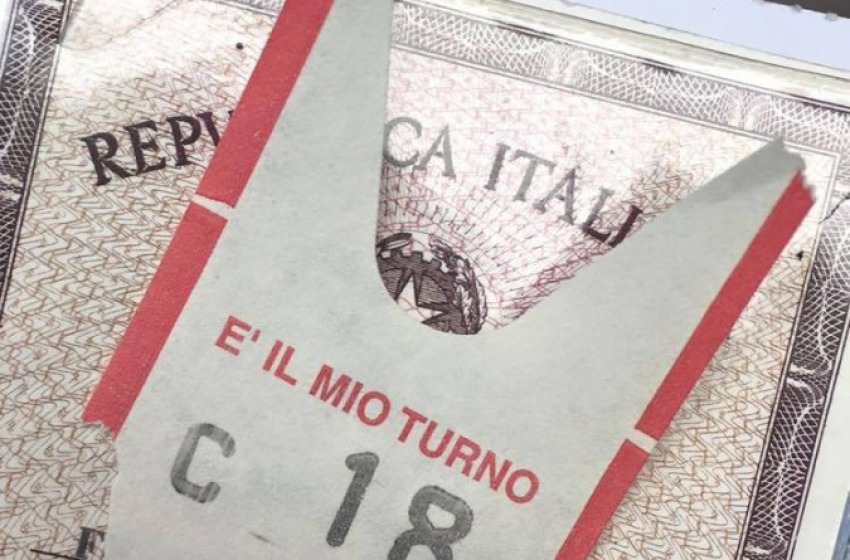 REPU CA ITALI
E' IL MIO TURNO
C 18